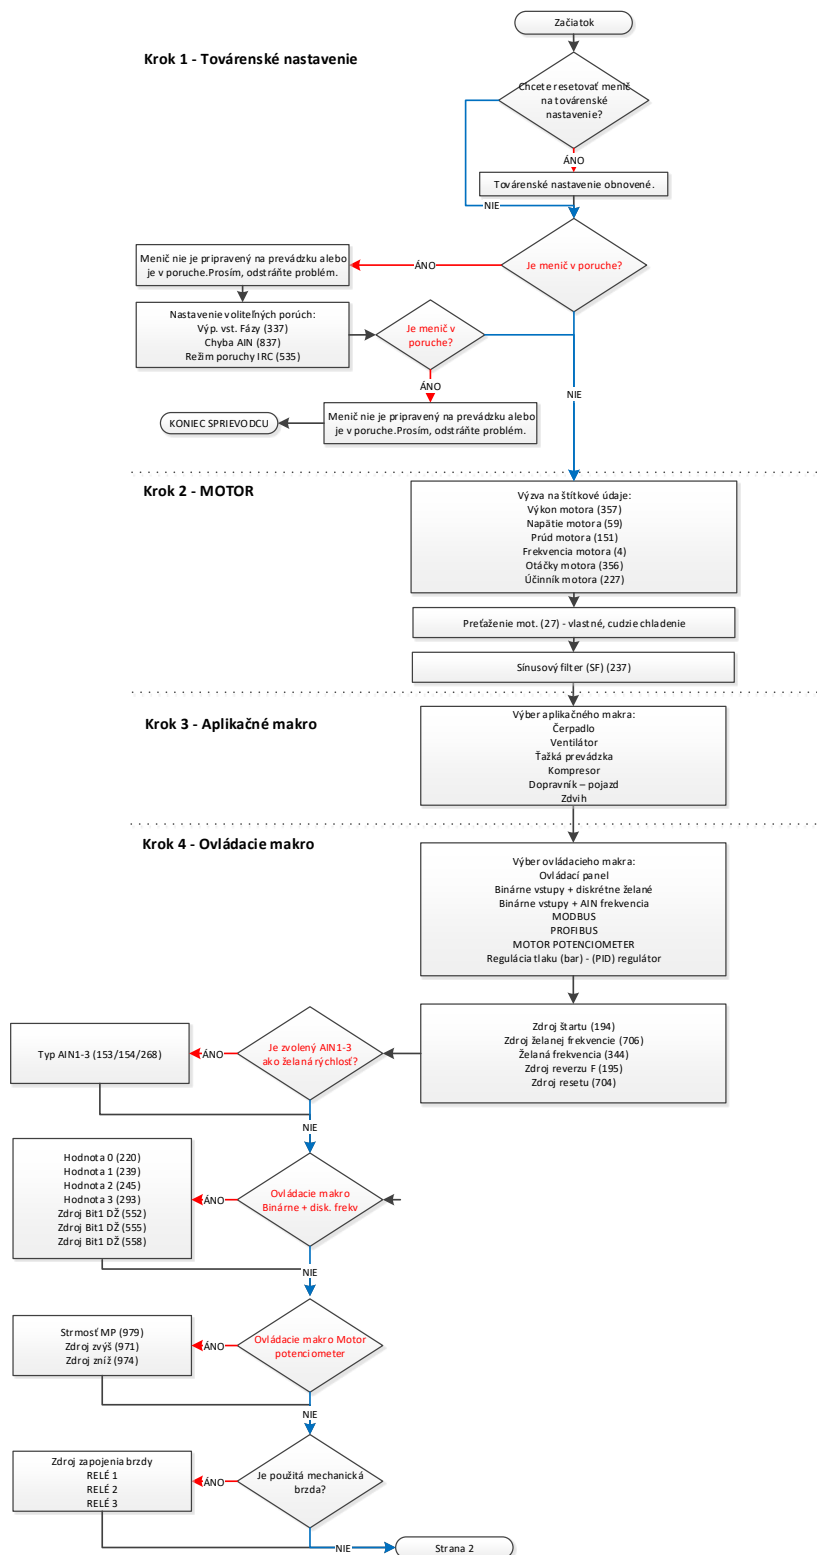 Začiatok
Krok 1 - Továrenské nastavenie
Chcete resetovať menič
na továrenské
nastavenie?
ÁNO
Továrenské nastavenie obnovené.
NIE
Je menič v poruche?
ÁNO
Menič nie je pripravený na prevádzku alebo
je v poruche.Prosím, odstráňte problém.
Nastavenie voliteľných porúch:
Výp. vst. Fázy (337)
Chyba AIN (837)
Režim poruchy IRC (535)
Je menič v
poruche?
ÁNO
NIE
Menič nie je pripravený na prevádzku alebo
je v poruche.Prosím, odstráňte problém.
KONIEC SPRIEVODCU
Krok 2 - MOTOR
Výzva na štítkové údaje:
Výkon motora (357)
Napätie motora (59)
Prúd motora (151)
Frekvencia motora (4)
Otáčky motora (356)
Účinník motora (227)
Preťaženie mot. (27) - vlastné, cudzie chladenie
Sínusový filter (SF) (237)
Krok 3 - Aplikačné makro
Výber aplikačného makra:
Čerpadlo
Ventilátor
Ťažká prevádzka
Kompresor
Dopravník – pojazd
Zdvih
Krok 4 - Ovládacie makro
Výber ovládacieho makra:
Ovládací panel
Binárne vstupy + diskrétne želané
Binárne vstupy + AIN frekvencia
MODBUS
PROFIBUS
MOTOR POTENCIOMETER
Regulácia tlaku (bar) - (PID) regulátor
Zdroj štartu (194)
Zdroj želanej frekvencie (706)
Želaná frekvencia (344)
Zdroj reverzu F (195)
Zdroj resetu (704)
Je zvolený AIN1-3
ako želaná rýchlosť?
ÁNO
Typ AIN1-3 (153/154/268)
NIE
Hodnota 0 (220)
Hodnota 1 (239)
Hodnota 2 (245)
Hodnota 3 (293)
Zdroj Bit1 DŽ (552)
Zdroj Bit1 DŽ (555)
Zdroj Bit1 DŽ (558)
ÁNO
Ovládacie makro
Binárne + disk. frekv
NIE
Strmosť MP (979)
Zdroj zvýš (971)
Zdroj zníž (974)
ÁNO
Ovládacie makro Motor
potenciometer
NIE
Zdroj zapojenia brzdy
RELÉ 1
RELÉ 2
RELÉ 3
ÁNO
Je použitá mechanická
brzda?
NIE
Strana 2